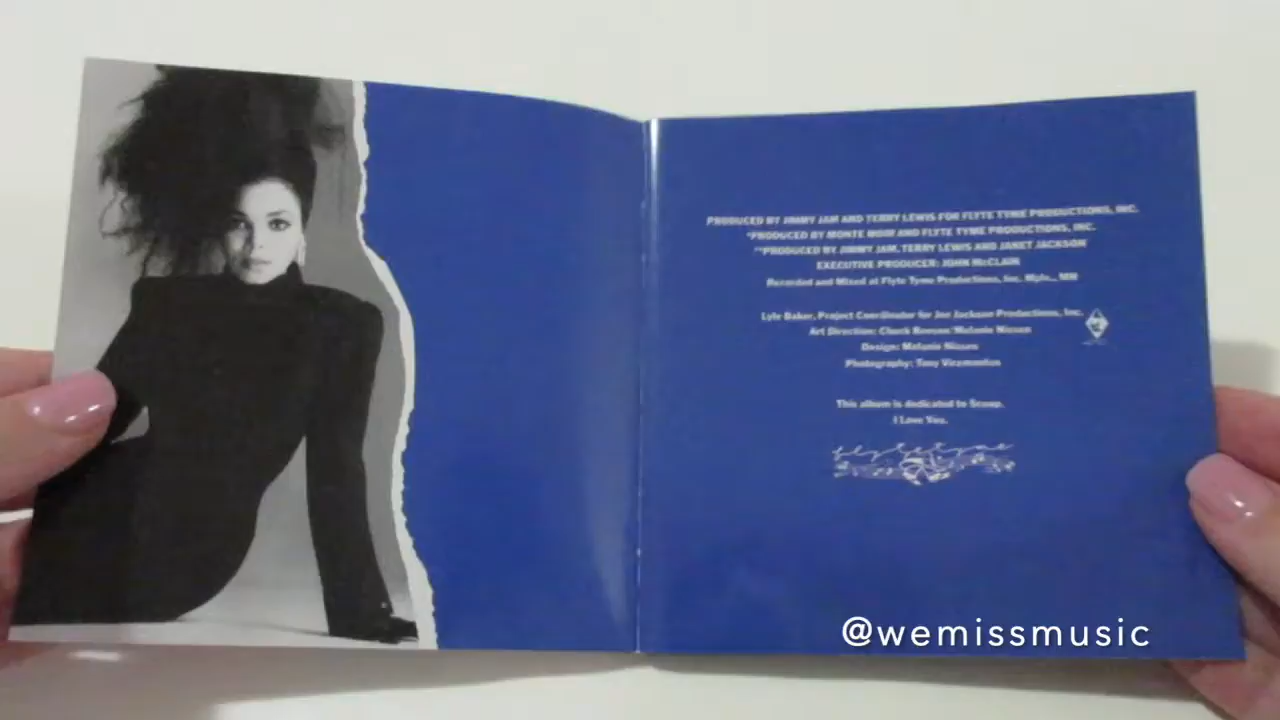 PRODUCED BY JIMMY JAM AND TERRY LEWIS FOR FLYTE TYME PRODUCTIONS, INC.
*PRODUCED BY MONTE MOIR AND FLYTE TYME PRODUCTIONS, INC.
**PRODUCED BY JIMMY JAM, TERRY LEWIS AND JANET JACKSON
EXECUTIVE PRODUCER: JOHN McCLAIN
Recorded and Mixed at Flyte Tyme Productions, Inc. Mpls., MN
Lyle Baker, Project Coordinator for Joe Jackson Productions, Inc.
Art Direction: Chuck Beeson/Melanie Nissen
Design: Melanie Nissen
Photography: Tony Viramontes
This album is dedicated to Scoop.
I Love You.
flyte tyme
@wemissmusic